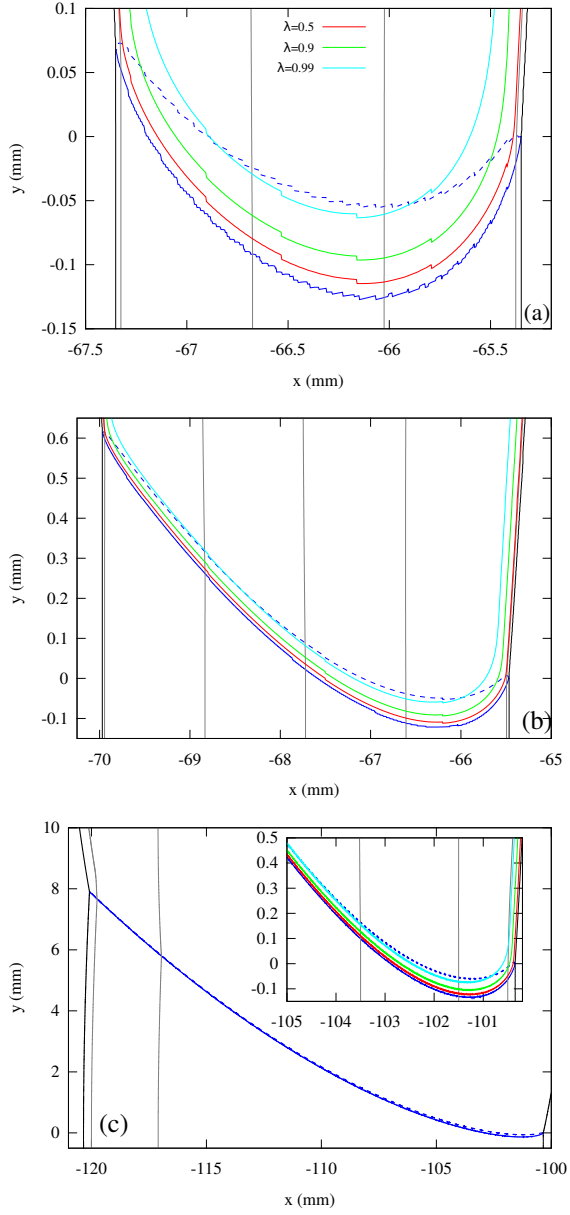 0.1
λ=0.5
λ=0.9
0.05
λ=0.99
0
y (mm)
-0.05
-0.1
-0.15
(a)
-67.5 -67 -66.5 -66 -65.5
x (mm)
0.6
0.5
0.4
0.3
y (mm)
0.2
0.1
0
-0.1
(b)
-70 -69 -68 -67 -66 -65
x (mm)
10
0.5
0.4
8
0.3
0.2
0.1
6
0
-0.1
y (mm)
-105 -104 -103 -102 -101
4
2
0
(c)
-120 -115 -110 -105 -100
x (mm)